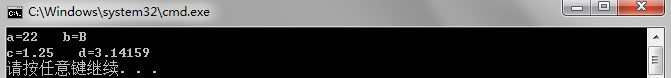 C:\Windows\system32\cmd.exe
a=22   b=B
c=1.25   d=3.14159
请按任意键继续. . .